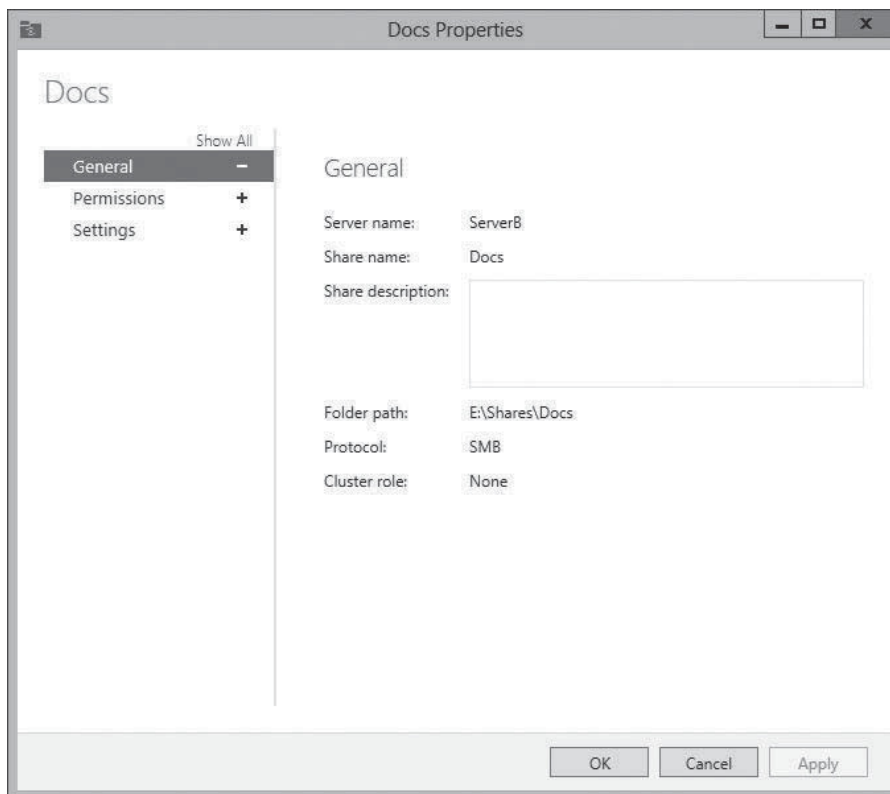 Docs Properties
Docs
Show All
General
Permissions
Settings
General
Server name: ServerB
Share name: Docs
Share description:
Folder path: E:\Shares\Docs
Protocol: SMB
Cluster role: None
OK Cancel Apply